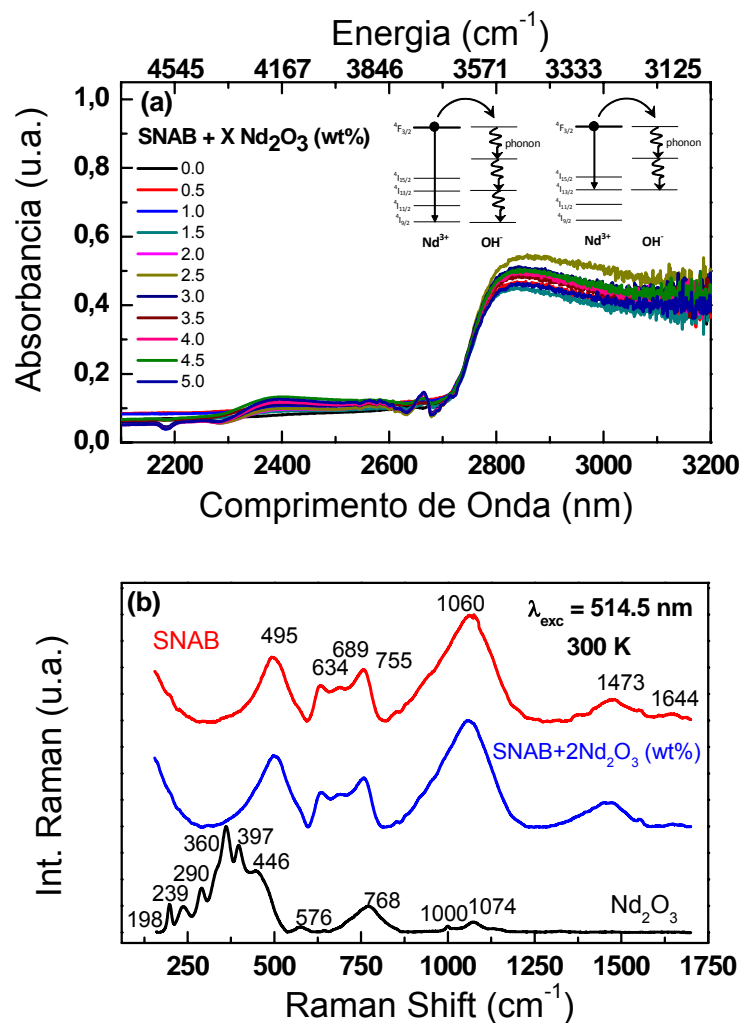 Energia (cm⁻¹)
4545 4167 3846 3571 3333 3125
1,0
0,8
0,6
0,4
0,2
0,0
Absorbancia (u.a.)
(a)
SNAB + X Nd₂O₃ (wt%)
0.0
0.5
1.0
1.5
2.0
2.5
3.0
3.5
4.0
4.5
5.0
⁴F₃/₂
phonon
⁴I₁₅/₂
⁴I₁₃/₂
⁴I₁₁/₂
⁴I₉/₂
Nd³⁺ OH⁻
⁴F₃/₂
phonon
⁴I₁₅/₂
⁴I₁₃/₂
⁴I₁₁/₂
⁴I₉/₂
Nd³⁺ OH⁻
2200 2400 2600 2800 3000 3200
Comprimento de Onda (nm)
Int. Raman (u.a.)
(b)
λexc = 514.5 nm
300 K
SNAB
495 634 689 755 1060 1473 1644
SNAB+2Nd₂O₃ (wt%)
198 239 290 360 397 446 576 768 1000 1074
Nd₂O₃
250 500 750 1000 1250 1500 1750
Raman Shift (cm⁻¹)